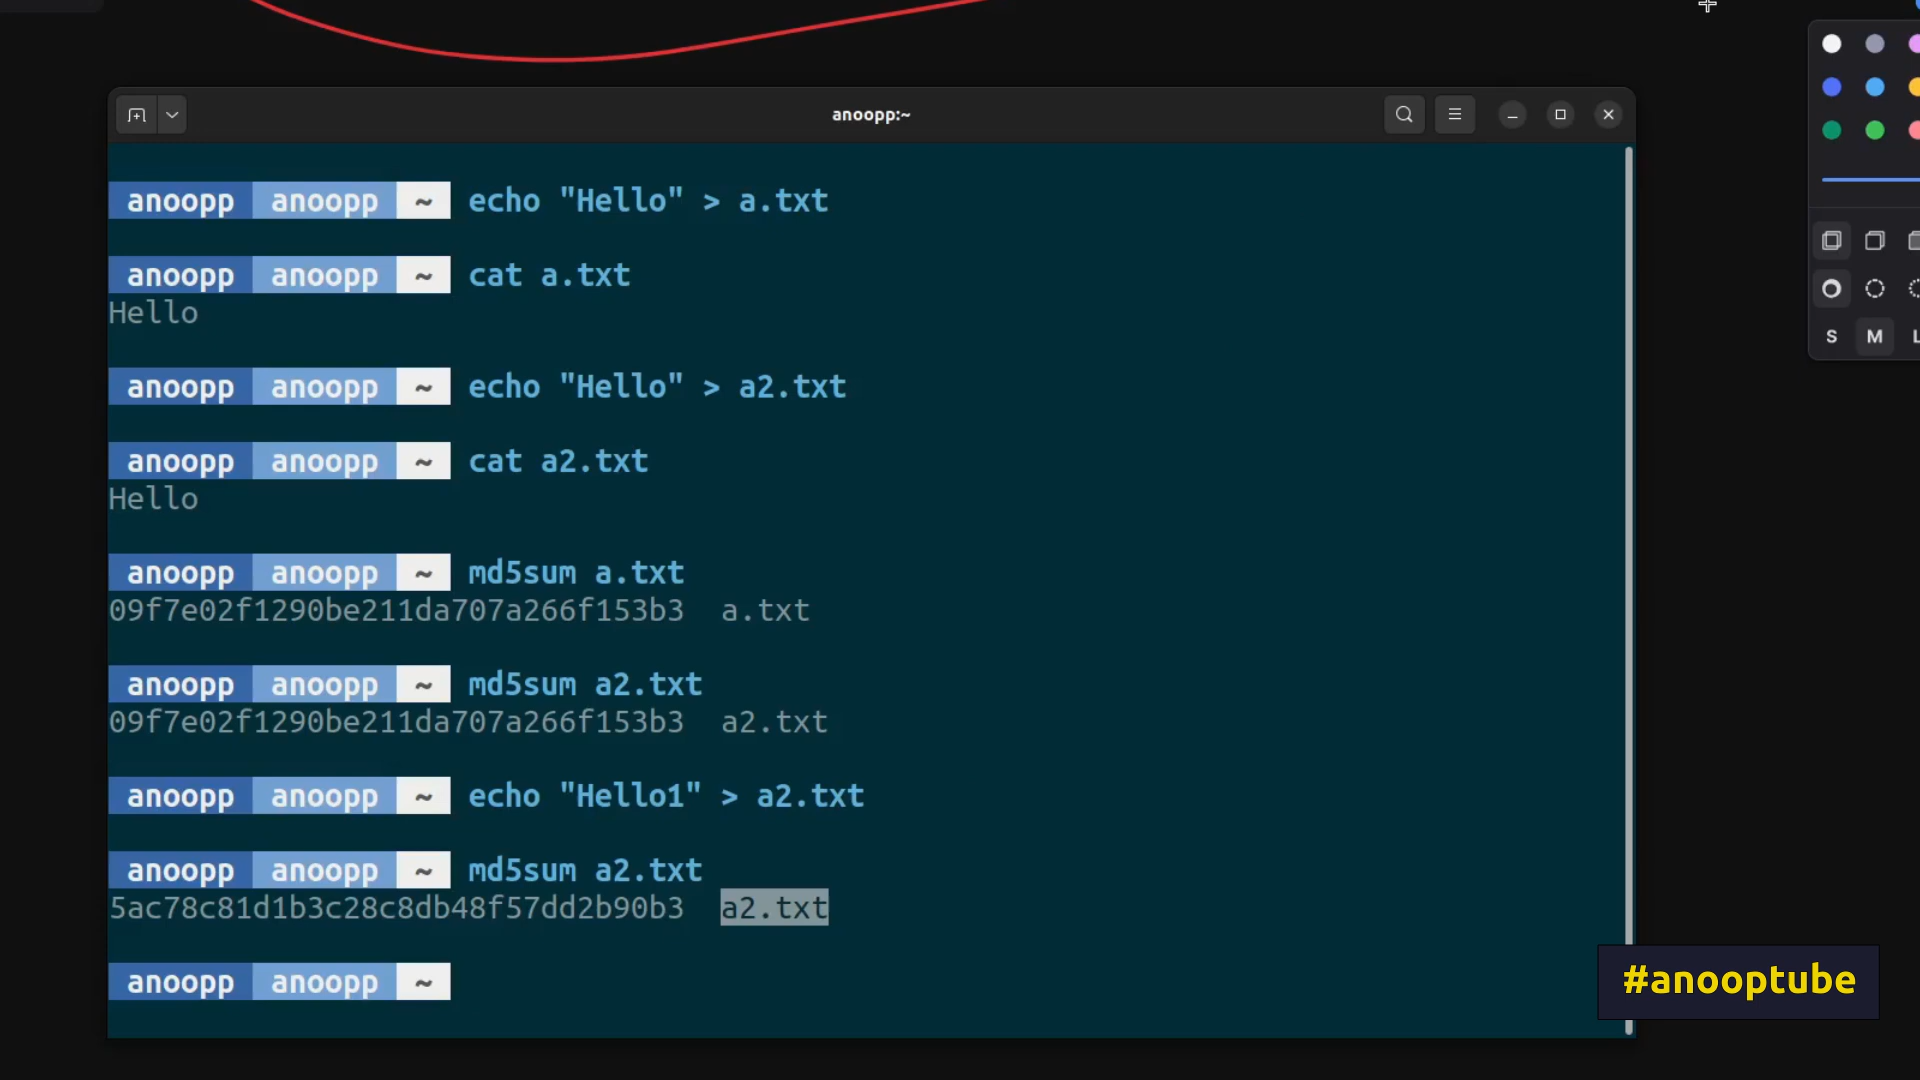 anoopp:~
anoopp anoopp ~ echo "Hello" > a.txt
anoopp anoopp ~ cat a.txt
Hello
anoopp anoopp ~ echo "Hello" > a2.txt
anoopp anoopp ~ cat a2.txt
Hello
anoopp anoopp ~ md5sum a.txt
09f7e02f1290be211da707a266f153b3  a.txt
anoopp anoopp ~ md5sum a2.txt
09f7e02f1290be211da707a266f153b3  a2.txt
anoopp anoopp ~ echo "Hello1" > a2.txt
anoopp anoopp ~ md5sum a2.txt
5ac78c81d1b3c28c8db48f57dd2b90b3  a2.txt
anoopp anoopp ~
S M L
#anooptube